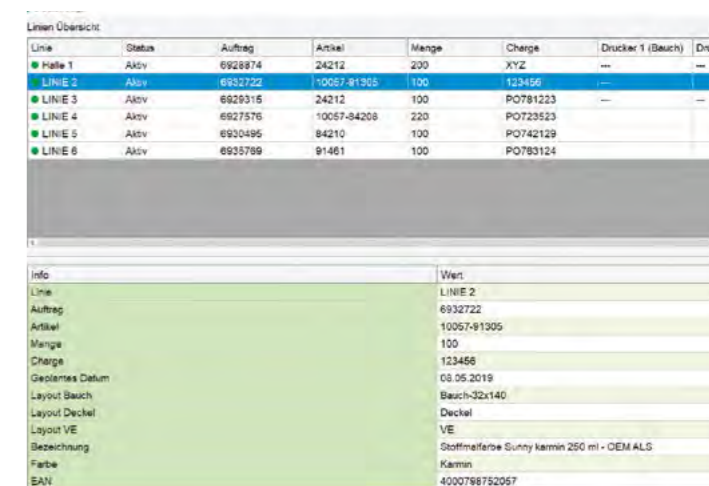 Linien Übersicht
Linie Status Auftrag Artikel Menge Charge Drucker 1 (Bauch) Dru
Halle 1 Aktiv 6928874 24212 200 XYZ --- ---
LINIE 2 Aktiv 6932722 10057-91305 100 123456 ---
LINIE 3 Aktiv 6929315 24212 100 PO781223 --- ---
LINIE 4 Aktiv 6927576 10057-84208 220 PO723523
LINIE 5 Aktiv 6930495 84210 100 PO742129
LINIE 6 Aktiv 6935769 91461 100 PO783124
Info Wert
Linie LINIE 2
Auftrag 6932722
Artikel 10057-91305
Menge 100
Charge 123456
Geplantes Datum 08.05.2019
Layout Bauch Bauch-32x140
Layout Deckel Deckel
Layout VE VE
Bezeichnung Stoffmalfarbe Sunny karmin 250 ml - OEM ALS
Farbe Karmin
EAN 4000798752057